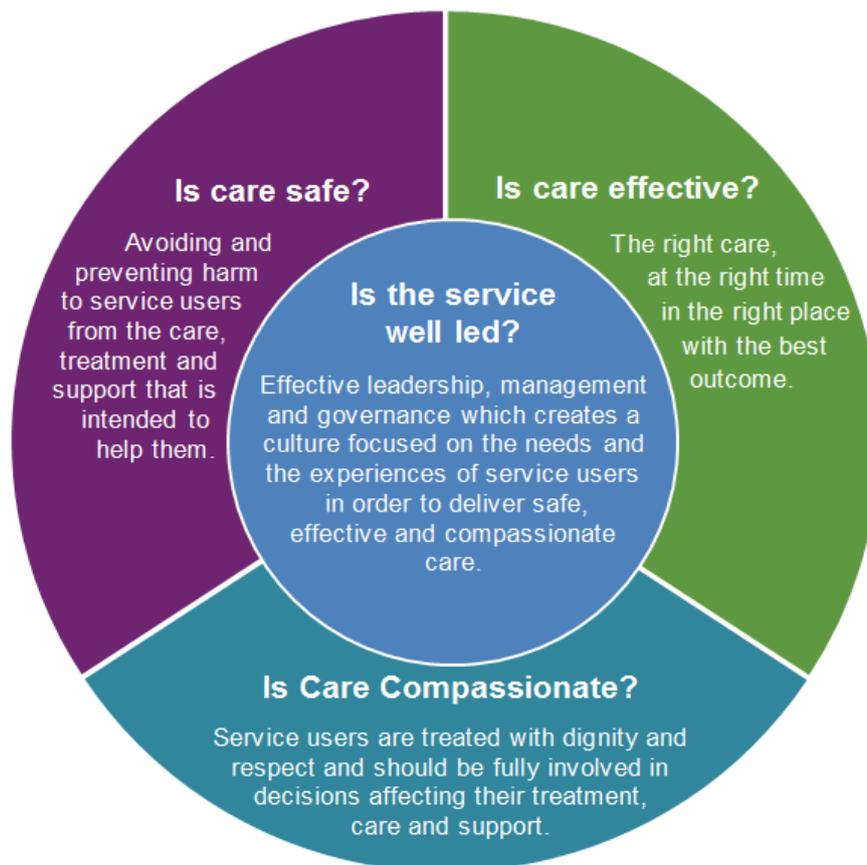 Is care safe?
Avoiding and
preventing harm
to service users
from the care,
treatment and
support that is
intended to
help them.
Is care effective?
The right care,
at the right time
in the right place
with the best
outcome.
Is the service
well led?
Effective leadership, management
and governance which creates a
culture focused on the needs and
the experiences of service users
in order to deliver safe,
effective and compassionate
care.
Is Care Compassionate?
Service users are treated with dignity and
respect and should be fully involved in
decisions affecting their treatment,
care and support.